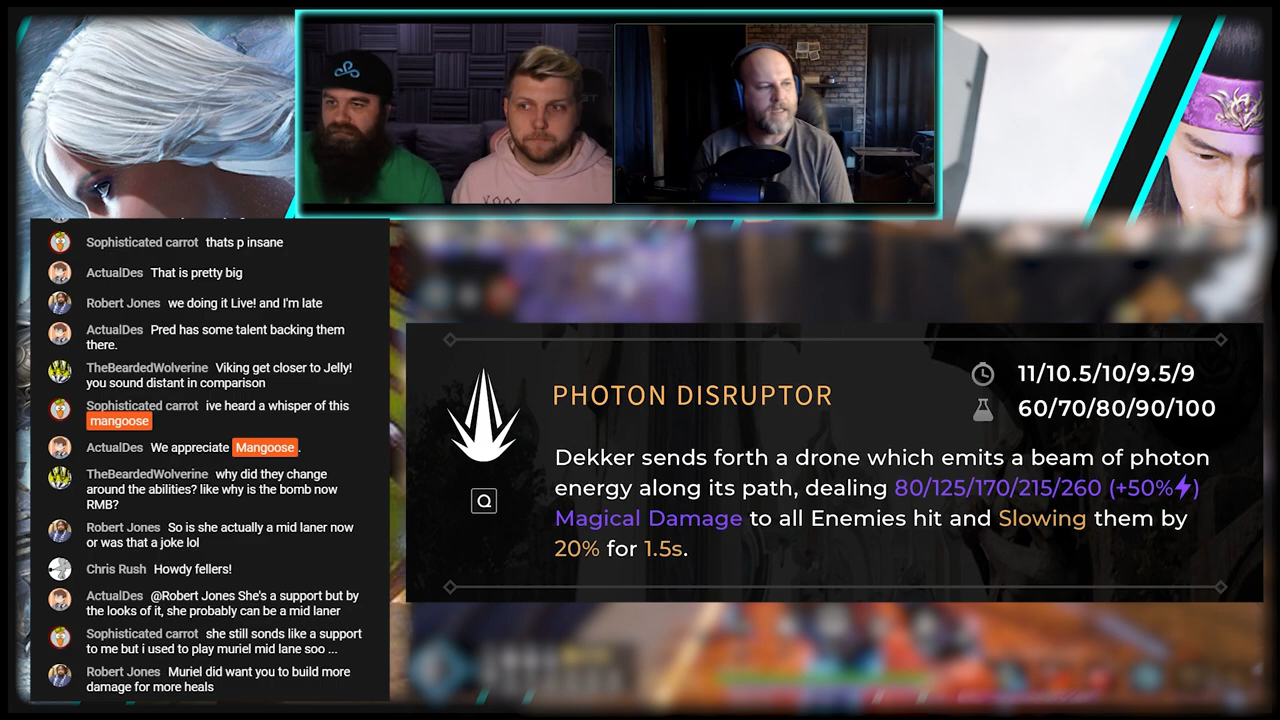 Sophisticated carrot thats p insane
ActualDes That is pretty big
Robert Jones we doing it Live! and I'm late
ActualDes Pred has some talent backing them
there.
TheBeardedWolverine Viking get closer to Jelly!
you sound distant in comparison
Sophisticated carrot ive heard a whisper of this
mangoose
ActualDes We appreciate Mangoose.
TheBeardedWolverine why did they change
around the abilities? like why is the bomb now
RMB?
Robert Jones So is she actually a mid laner now
or was that a joke lol
Chris Rush Howdy fellers!
ActualDes @Robert Jones She's a support but by
the looks of it, she probably can be a mid laner
Sophisticated carrot she still sonds like a support
to me but i used to play muriel mid lane soo ...
Robert Jones Muriel did want you to build more
damage for more heals
PHOTON DISRUPTOR
11/10.5/10/9.5/9
60/70/80/90/100
Q
Dekker sends forth a drone which emits a beam of photon
energy along its path, dealing 80/125/170/215/260 (+50%)
Magical Damage to all Enemies hit and Slowing them by
20% for 1.5s.